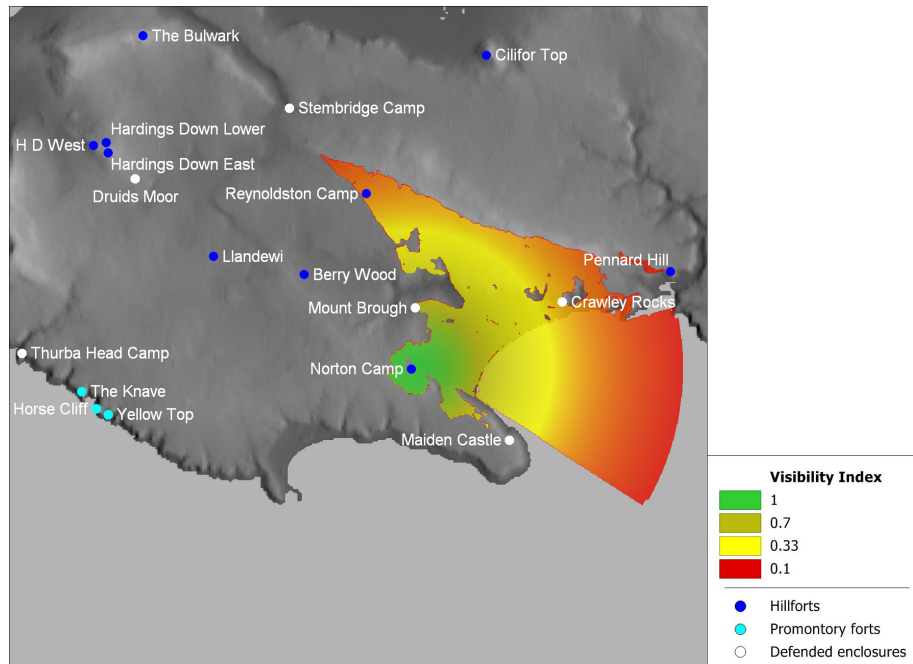 The Bulwark
Cilifor Top
Stembridge Camp
Hardings Down Lower
H D West
Hardings Down East
Druids Moor
Reynoldston Camp
Llandewi
Pennard Hill
Berry Wood
Mount Brough
Crawley Rocks
Thurba Head Camp
Norton Camp
The Knave
Horse Cliff
Yellow Top
Maiden Castle
Visibility Index
1
0.7
0.33
0.1
Hillforts
Promontory forts
Defended enclosures